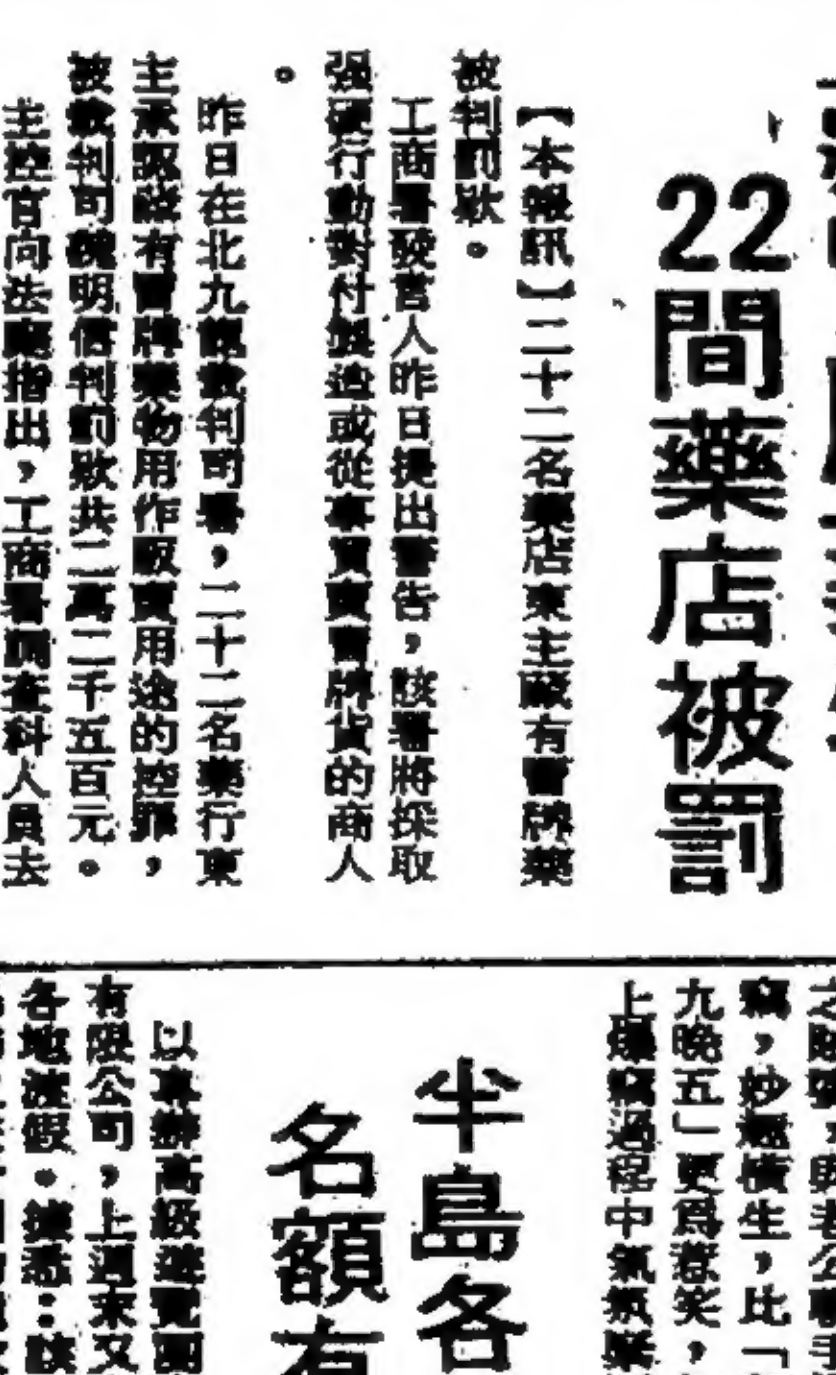 22間藥店被罰
【本報訊】二十二名藥店東主藏有冒牌藥
被判罰欵。
工商署發言人昨日提出警告,該署將採取
强硬行動對付製造或從事買賣冒牌貨的商人
。
昨日在北九龍裁判司署,二十二名藥行東
主承認藏有冒牌藥物用作販賣用途的控罪,
被裁判司魏明信判罰欵共二萬二千五百元。
主控官向法庭指出,工商署調查科人員去
九晚五」更爲惹笑,
上爆竊過程中氣氛緊
半島各
名額有
以專辦高級遊覽團
有限公司,上週末又
各地渡假。據悉:該